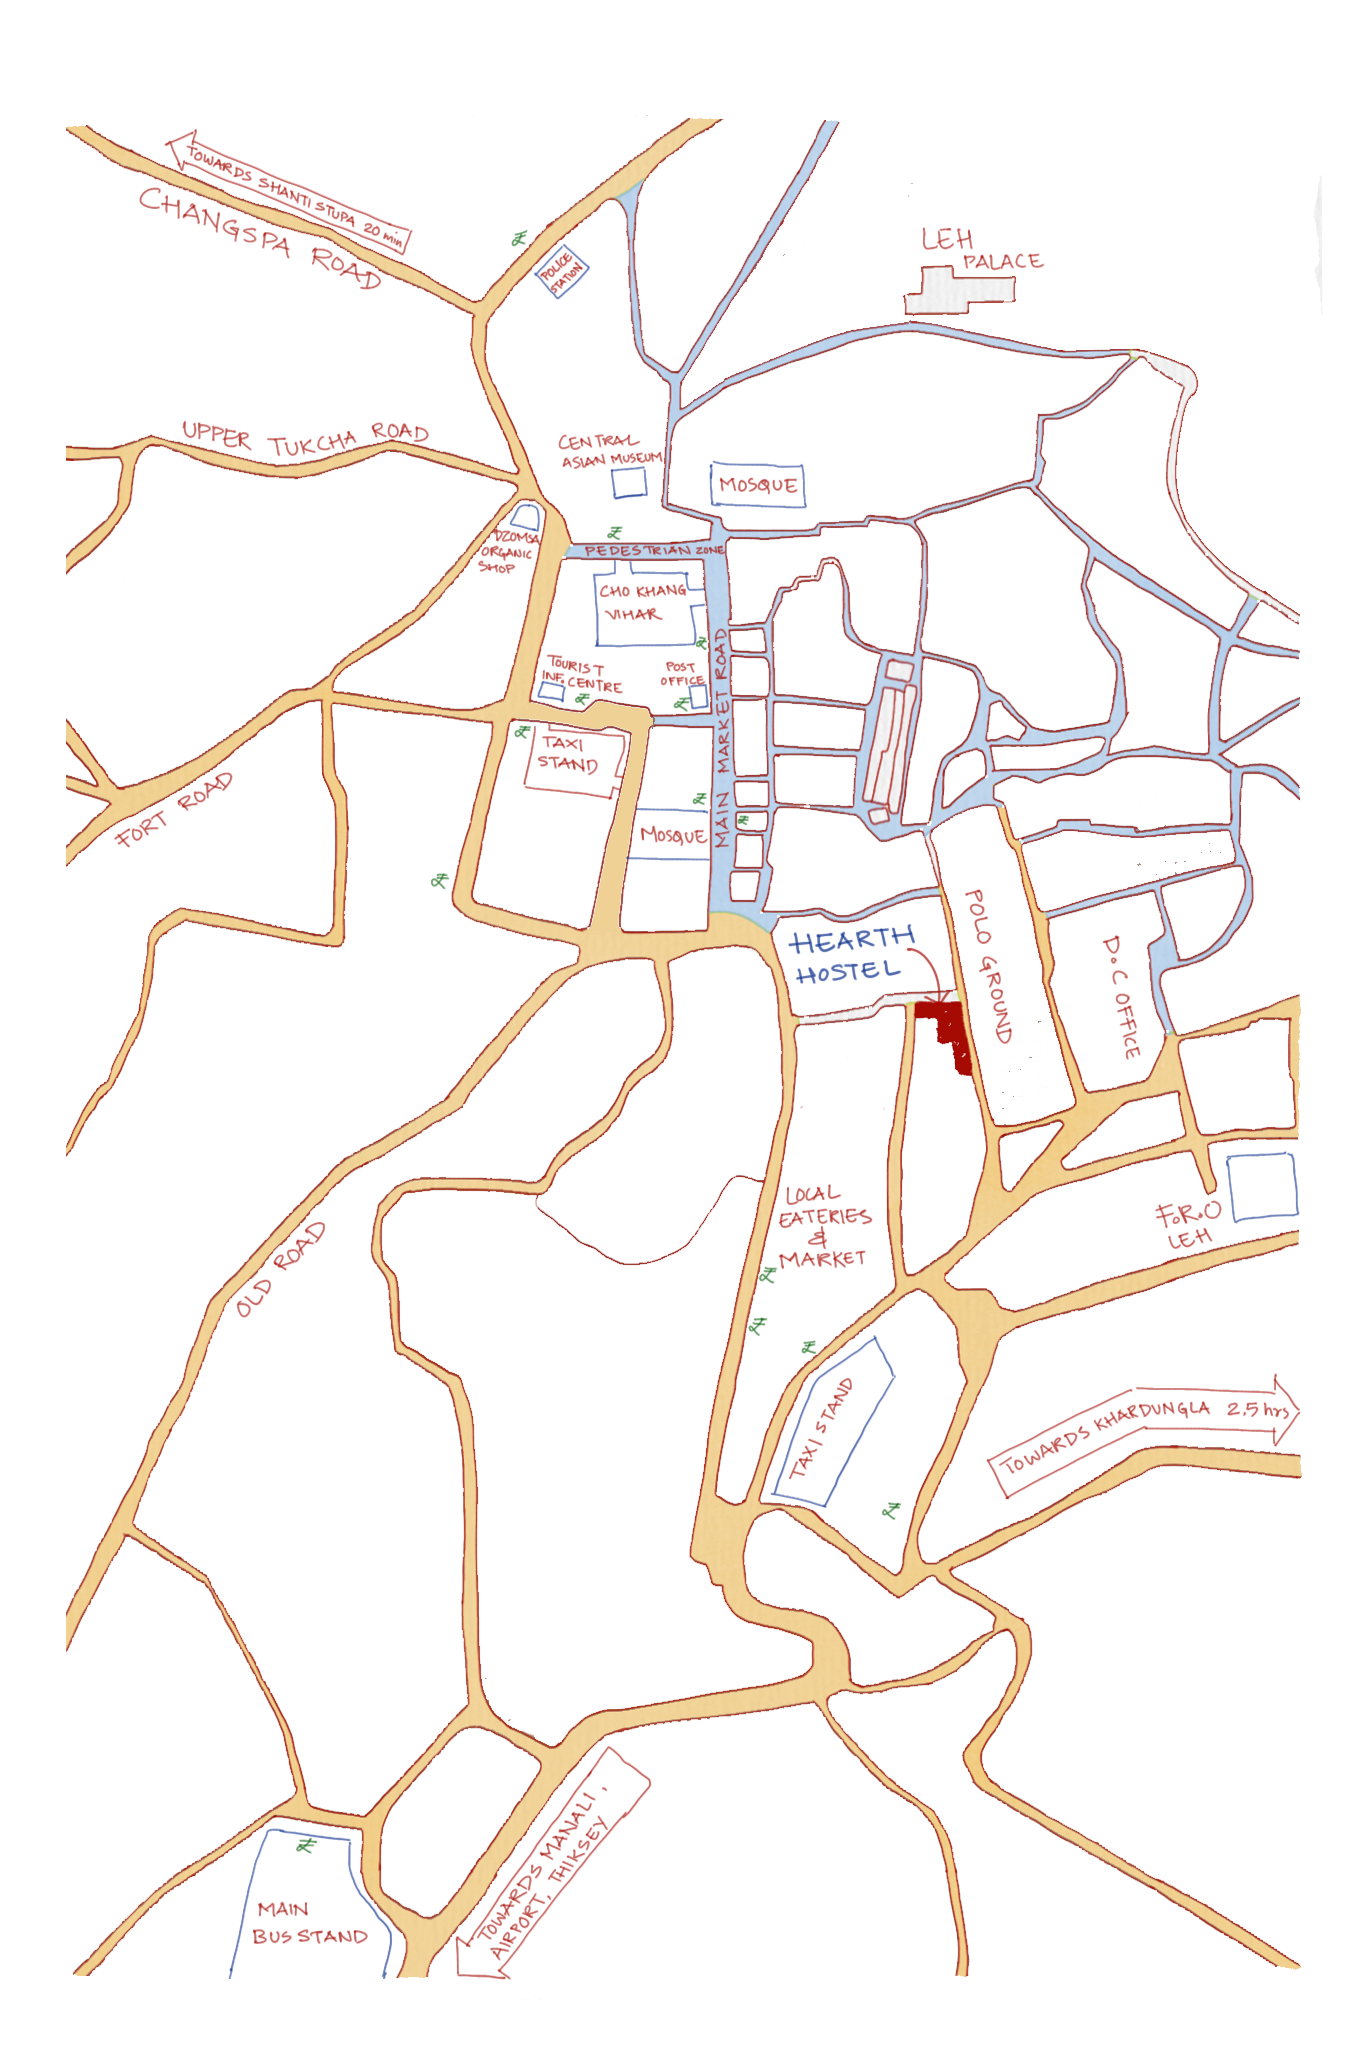 TOWARDS SHANTI STUPA 20 min
CHANGSPA ROAD
POLICE
STATION
LEH
PALACE
UPPER TUKCHA ROAD
CENTRAL
ASIAN MUSEUM
MOSQUE
DZOMSA
ORGANIC
SHOP
PEDESTRIAN ZONE
CHO KHANG
VIHAR
TOURIST
INF. CENTRE
POST
OFFICE
MAIN MARKET ROAD
TAXI
STAND
FORT ROAD
MOSQUE
HEARTH
HOSTEL
POLO GROUND
D.C OFFICE
LOCAL
EATERIES
&
MARKET
F.R.O
LEH
OLD ROAD
TAXI STAND
TOWARDS KHARDUNGLA 2.5 hrs
TOWARDS MANALI,
AIRPORT, THIKSEY
MAIN
BUS STAND